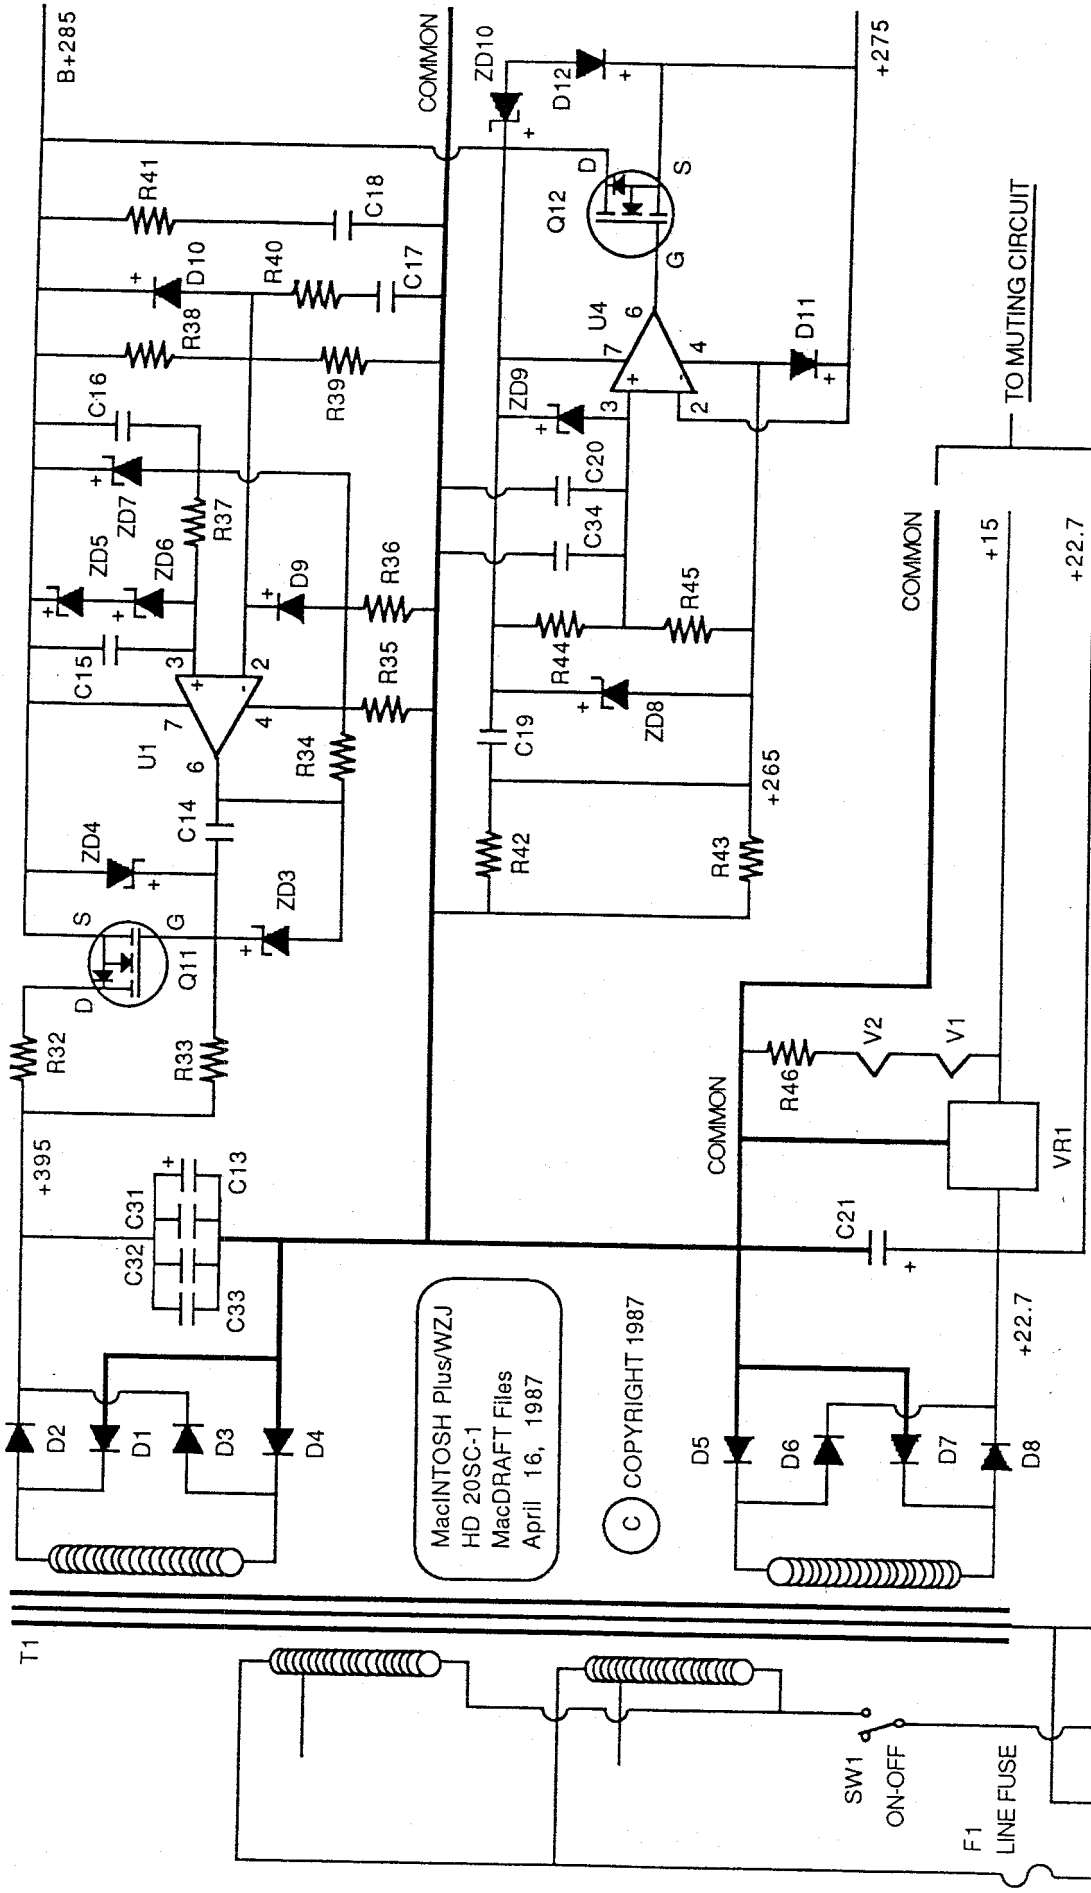 T1
D2
D1
D3
D4
+395
C32
C31
C33
C13
+
R32
R33
D
S
G
Q11
ZD4
+
ZD3
+
C14
U1
6
7
4
3
2
+
-
R34
R35
R36
C15
ZD5
+
ZD6
+
D9
+
R37
ZD7
+
C16
R38
R39
D10
+
R40
C17
R41
C18
B+285
COMMON
MacINTOSH Plus/WZJ
HD 20SC-1
MacDRAFT Files
April 16, 1987
C COPYRIGHT 1987
R42
R43
C19
+265
ZD8
+
R44
R45
C34
C20
ZD9
+
3
2
+
-
7
4
U4
6
D11
+
Q12
D
S
G
ZD10
+
D12
+
+275
D5
D6
D7
D8
+22.7
C21
+
COMMON
VR1
R46
V2
V1
COMMON
+15
+22.7
TO MUTING CIRCUIT
SW1
ON-OFF
F1
LINE FUSE